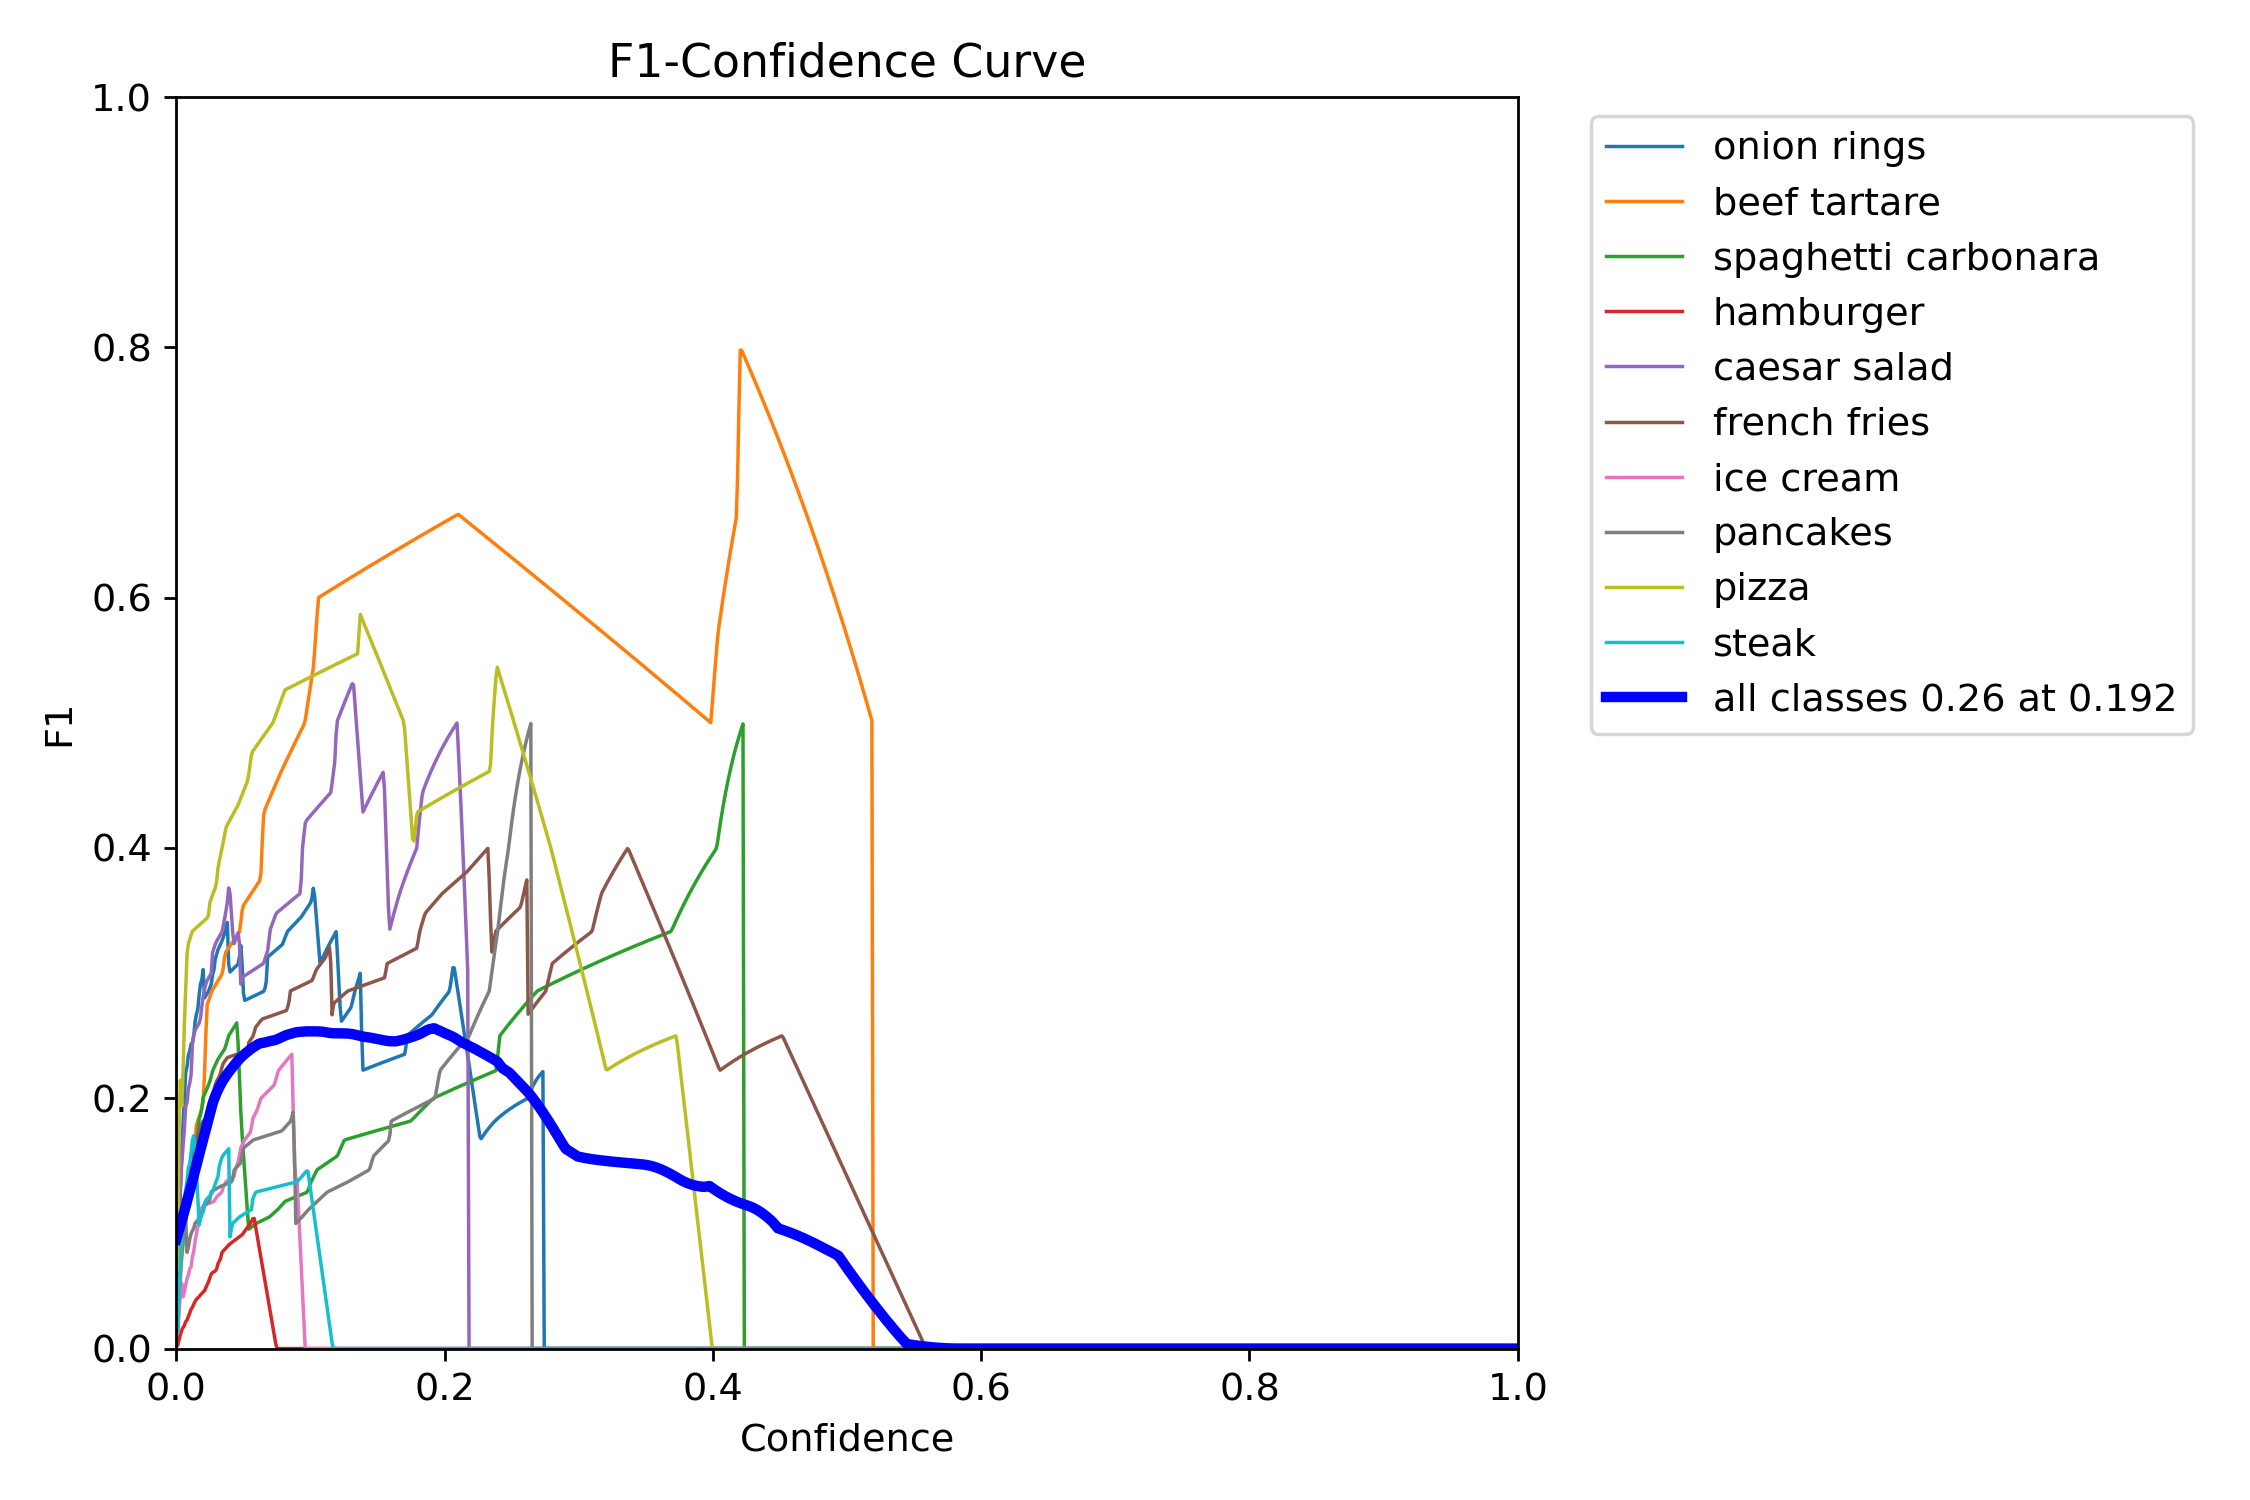 F1-Confidence Curve
1.0
0.8
0.6
0.4
0.2
0.0
F1
0.0 0.2 0.4 0.6 0.8 1.0
Confidence
onion rings
beef tartare
spaghetti carbonara
hamburger
caesar salad
french fries
ice cream
pancakes
pizza
steak
all classes 0.26 at 0.192